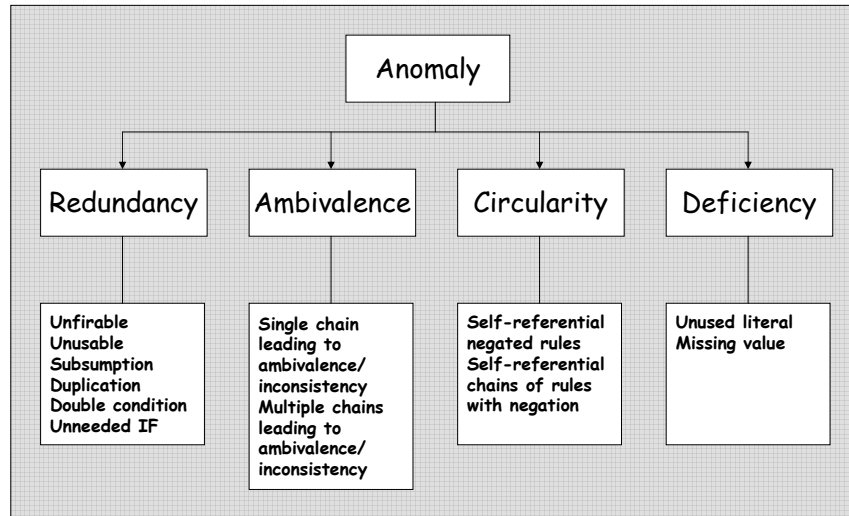 Anomaly
Redundancy
Ambivalence
Circularity
Deficiency
Unfirable
Unusable
Subsumption
Duplication
Double condition
Unneeded IF
Single chain
leading to
ambivalence/
inconsistency
Multiple chains
leading to
ambivalence/
inconsistency
Self-referential
negated rules
Self-referential
chains of rules
with negation
Unused literal
Missing value